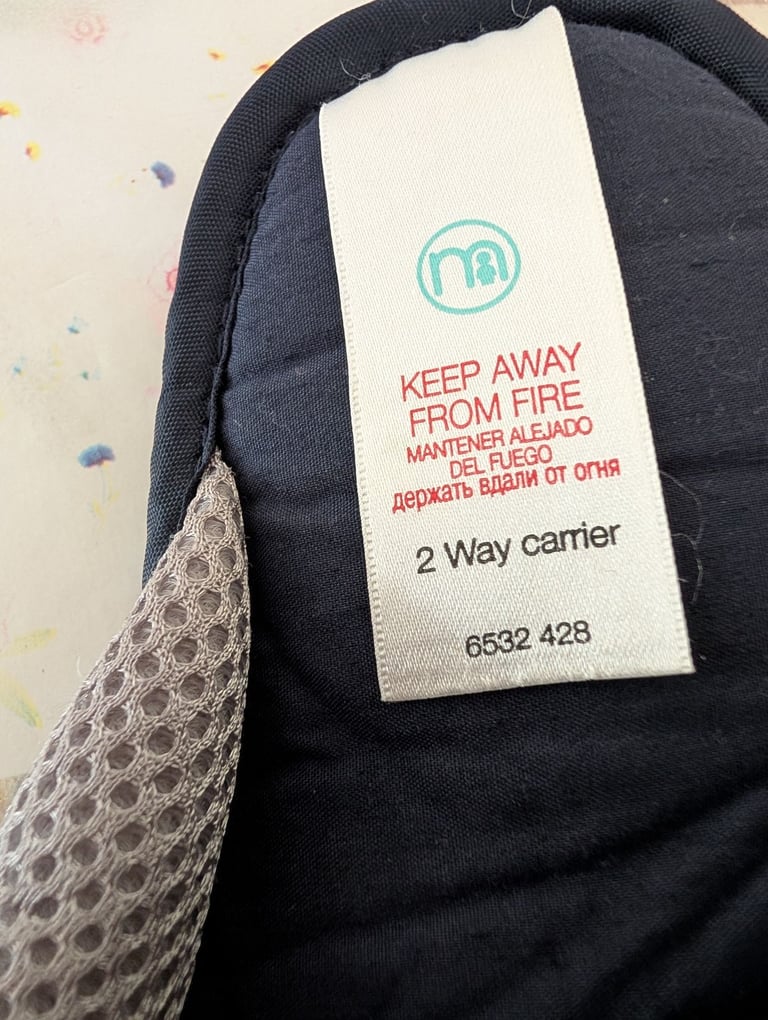 m
KEEP AWAY
FROM FIRE
MANTENER ALEJADO
DEL FUEGO
держать вдали от огня
2 Way carrier
6532 428